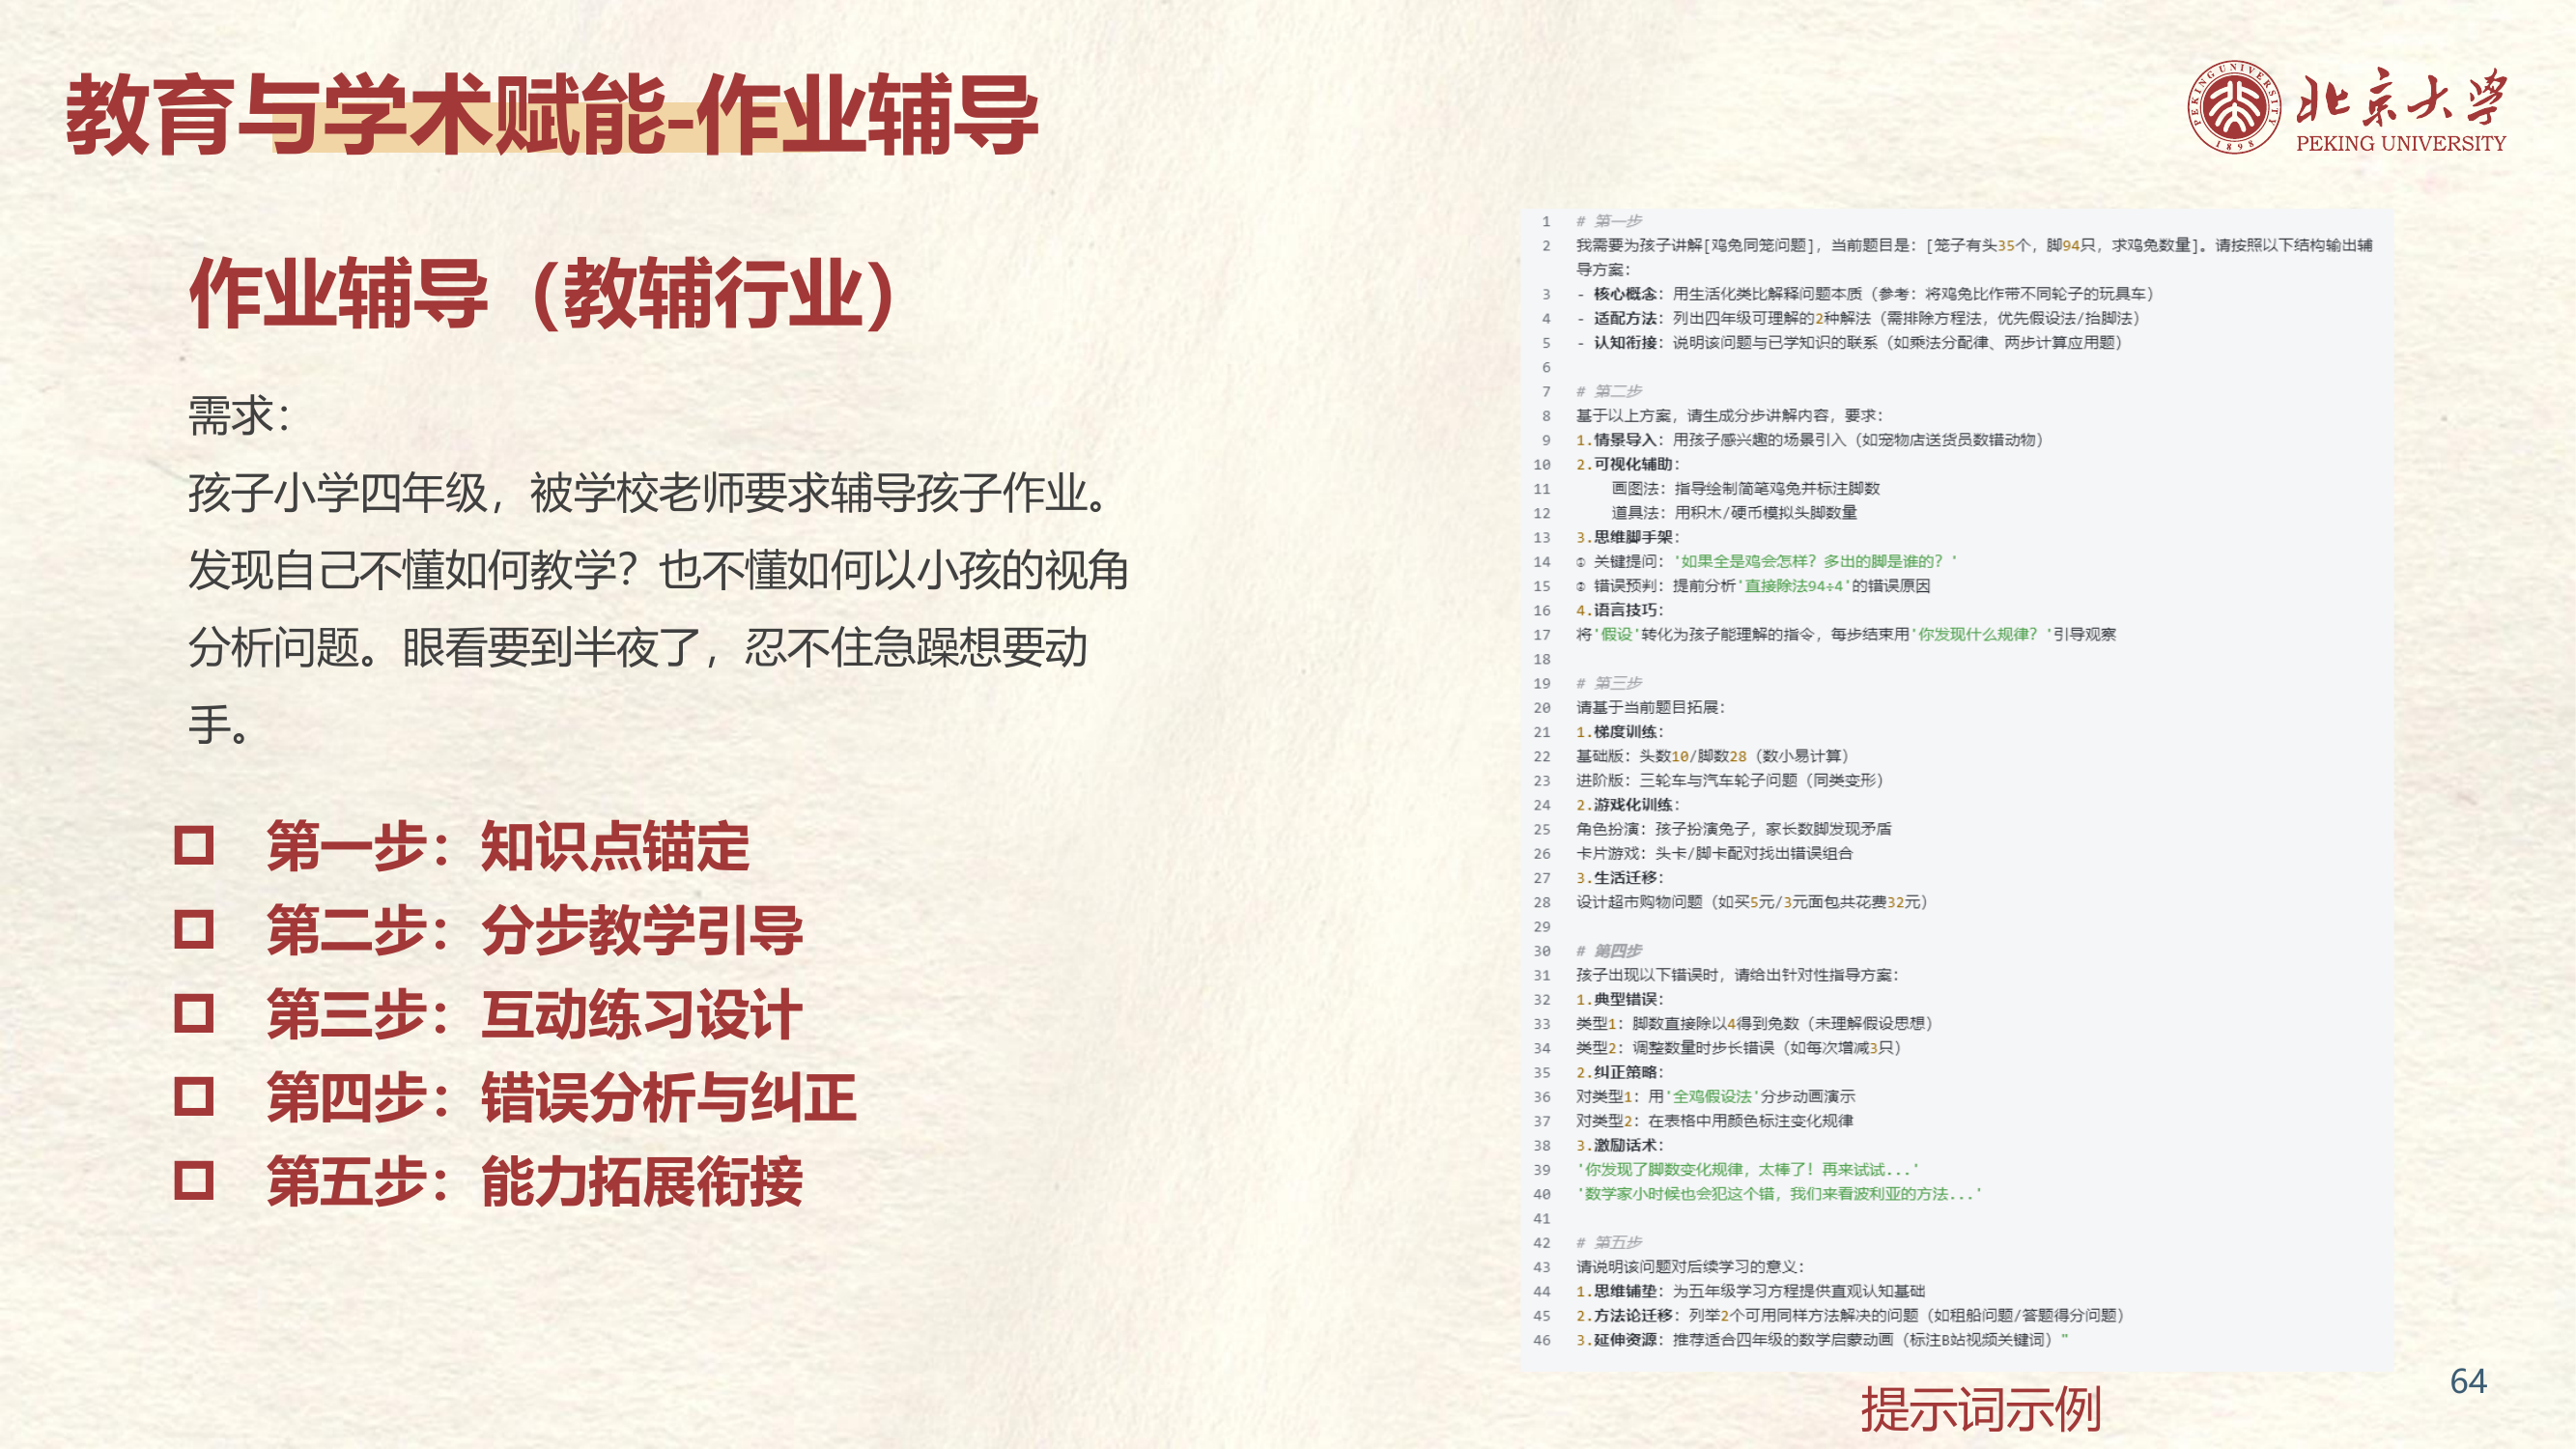 教育与学术赋能-作业辅导
北京大学
PEKING UNIVERSITY
PEKING UNIVERSITY
1898
作业辅导（教辅行业）
需求：
孩子小学四年级，被学校老师要求辅导孩子作业。
发现自己不懂如何教学？也不懂如何以小孩的视角
分析问题。眼看要到半夜了，忍不住急躁想要动
手。
第一步：知识点锚定
第二步：分步教学引导
第三步：互动练习设计
第四步：错误分析与纠正
第五步：能力拓展衔接
1 # 第一步
2 我需要为孩子讲解[鸡兔同笼问题]，当前题目是：[笼子有头35个，脚94只，求鸡兔数量]。请按照以下结构输出辅
导方案：
3 - 核心概念：用生活化类比解释问题本质（参考：将鸡兔比作带不同轮子的玩具车）
4 - 适配方法：列出四年级可理解的2种解法（需排除方程法，优先假设法/抬脚法）
5 - 认知衔接：说明该问题与已学知识的联系（如乘法分配律、两步计算应用题）
6
7 # 第二步
8 基于以上方案，请生成分步讲解内容，要求：
9 1.情景导入：用孩子感兴趣的场景引入（如宠物店送货员数错动物）
10 2.可视化辅助：
11 画图法：指导绘制简笔鸡兔并标注脚数
12 道具法：用积木/硬币模拟头脚数量
13 3.思维脚手架：
14 ① 关键提问：'如果全是鸡会怎样？多出的脚是谁的？'
15 ② 错误预判：提前分析'直接除法94÷4'的错误原因
16 4.语言技巧：
17 将'假设'转化为孩子能理解的指令，每步结束用'你发现什么规律？'引导观察
18
19 # 第三步
20 请基于当前题目拓展：
21 1.梯度训练：
22 基础版：头数10/脚数28（数小易计算）
23 进阶版：三轮车与汽车轮子问题（同类变形）
24 2.游戏化训练：
25 角色扮演：孩子扮演兔子，家长数脚发现矛盾
26 卡片游戏：头卡/脚卡配对找出错误组合
27 3.生活迁移：
28 设计超市购物问题（如买5元/3元面包共花费32元）
29
30 # 第四步
31 孩子出现以下错误时，请给出针对性指导方案：
32 1.典型错误：
33 类型1：脚数直接除以4得到兔数（未理解假设思想）
34 类型2：调整数量时步长错误（如每次增减3只）
35 2.纠正策略：
36 对类型1：用'全鸡假设法'分步动画演示
37 对类型2：在表格中用颜色标注变化规律
38 3.激励话术：
39 '你发现了脚数变化规律，太棒了！再来试试...'
40 '数学家小时候也会犯这个错，我们来看波利亚的方法...'
41
42 # 第五步
43 请说明该问题对后续学习的意义：
44 1.思维铺垫：为五年级学习方程提供直观认知基础
45 2.方法论迁移：列举2个可用同样方法解决的问题（如租船问题/答题得分问题）
46 3.延伸资源：推荐适合四年级的数学启蒙动画（标注B站视频关键词）"
提示词示例
64